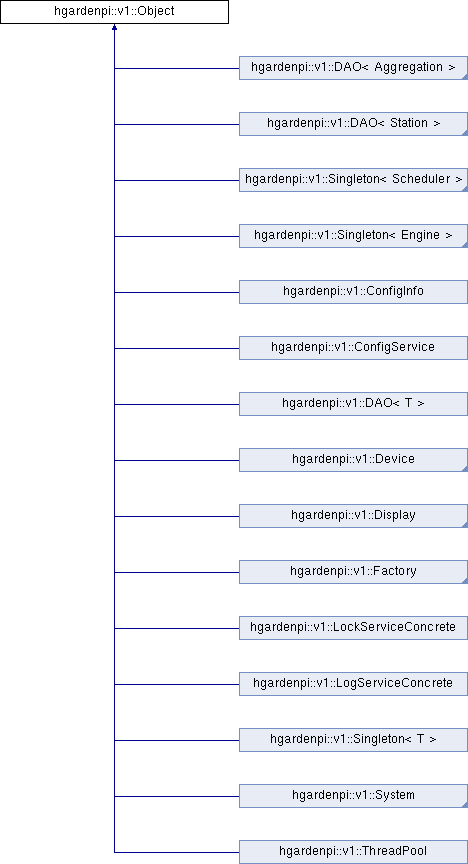 hgardenpi::v1::Object
hgardenpi::v1::DAO< Aggregation >
hgardenpi::v1::DAO< Station >
hgardenpi::v1::Singleton< Scheduler >
hgardenpi::v1::Singleton< Engine >
hgardenpi::v1::ConfigInfo
hgardenpi::v1::ConfigService
hgardenpi::v1::DAO< T >
hgardenpi::v1::Device
hgardenpi::v1::Display
hgardenpi::v1::Factory
hgardenpi::v1::LockServiceConcrete
hgardenpi::v1::LogServiceConcrete
hgardenpi::v1::Singleton< T >
hgardenpi::v1::System
hgardenpi::v1::ThreadPool